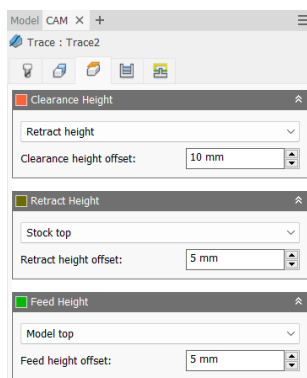 Model CAM × +
Trace : Trace2
Clearance Height
Retract height
Clearance height offset: 10 mm
Retract Height
Stock top
Retract height offset: 5 mm
Feed Height
Model top
Feed height offset: 5 mm